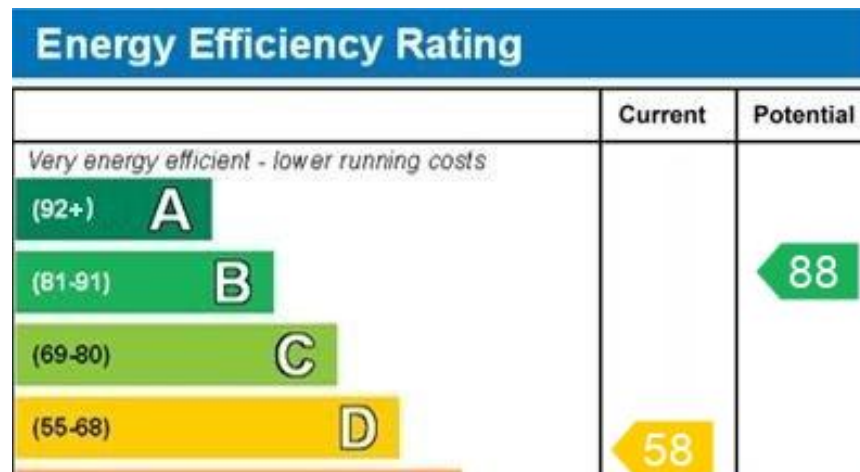 Energy Efficiency Rating
Current Potential
Very energy efficient - lower running costs
(92+) A
(81-91) B
88
(69-80) C
(55-68) D
58